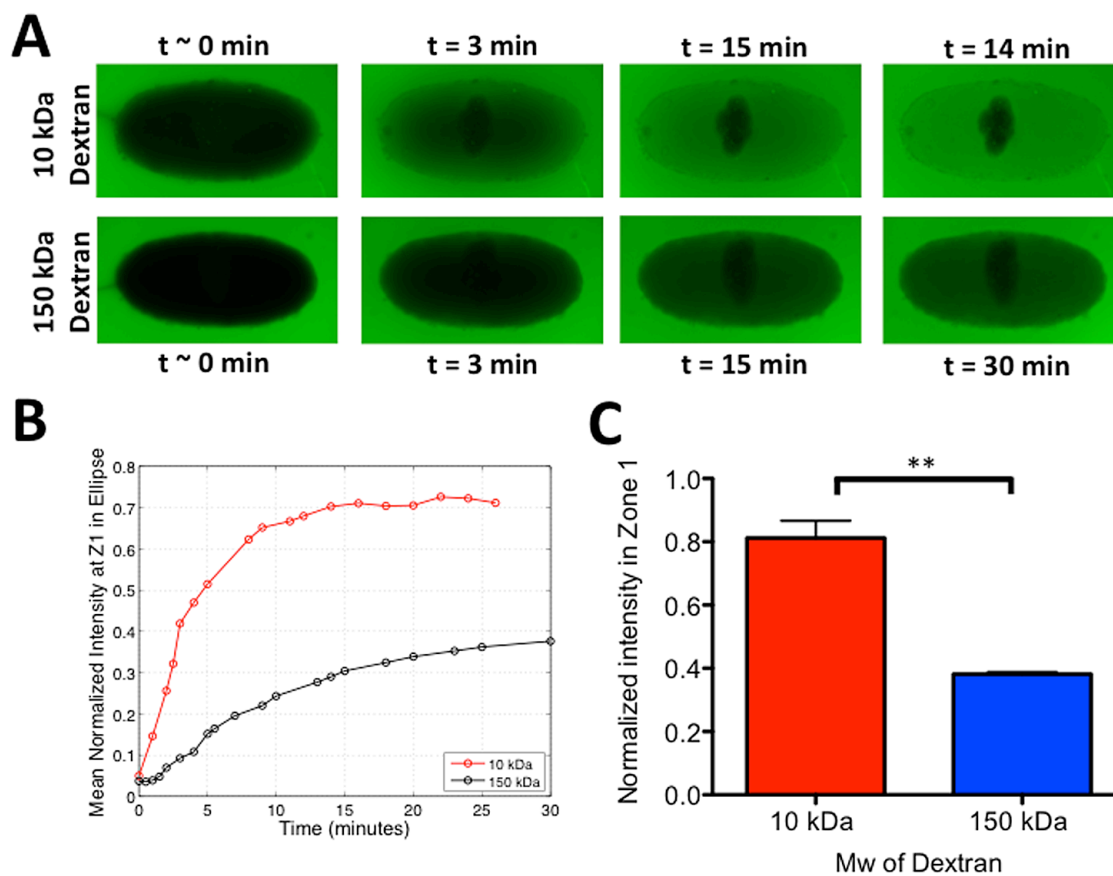 A
t ~ 0 min
t = 3 min
t = 15 min
t = 14 min
10 kDa
Dextran
150 kDa
Dextran
t ~ 0 min
t = 3 min
t = 15 min
t = 30 min
B
Mean Normalized Intensity at Z1 in Ellipse
0.8
0.7
0.6
0.5
0.4
0.3
0.2
0.1
0
0
5
10
15
20
25
30
10 kDa
150 kDa
Time (minutes)
C
Normalized intensity in Zone 1
**
1.0
0.8
0.6
0.4
0.2
0.0
10 kDa
150 kDa
Mw of Dextran